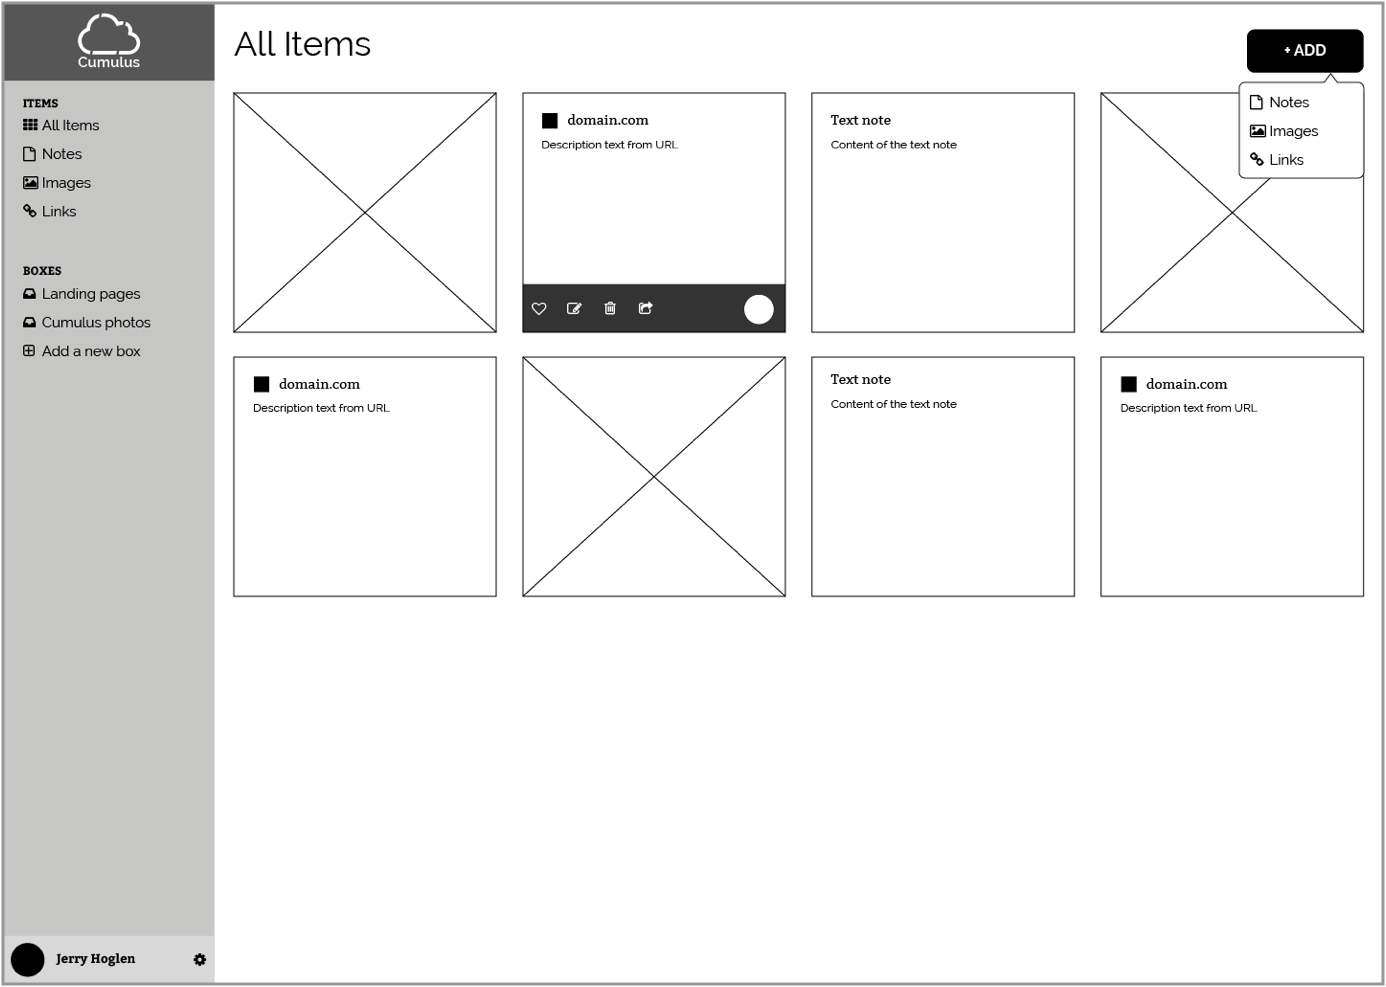 Cumulus
ITEMS
All Items
Notes
Images
Links
BOXES
Landing pages
Cumulus photos
Add a new box
Jerry Hoglen
All Items
+ ADD
Notes
Images
Links
domain.com
Description text from URL
Text note
Content of the text note
domain.com
Description text from URL
Text note
Content of the text note
domain.com
Description text from URL